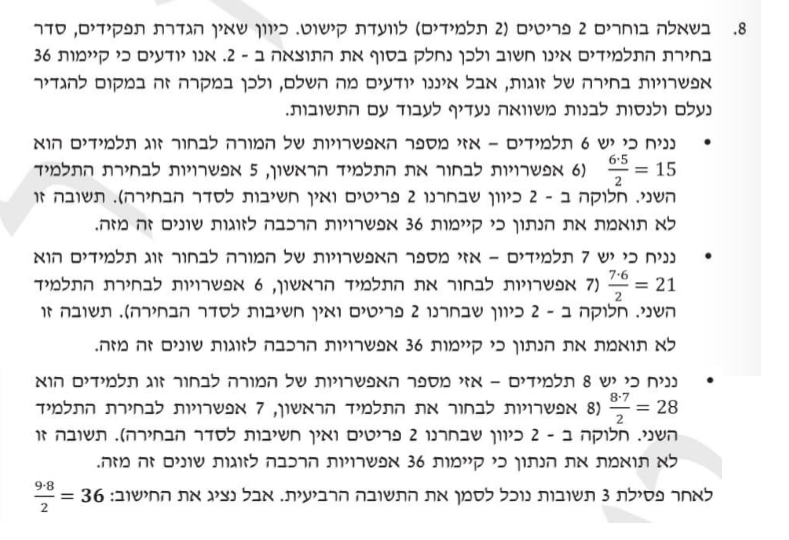 8. בשאלה בוחרים 2 פריטים (2 תלמידים) לוועדת קישוט. כיוון שאין הגדרת תפקידים, סדר
בחירת התלמידים אינו חשוב ולכן נחלק בסוף את התוצאה ב - 2. אנו יודעים כי קיימות 36
אפשרויות בחירה של זוגות, אבל איננו יודעים מה השלם, ולכן במקרה זה במקום להגדיר
נעלם ולנסות לבנות משוואה נעדיף לעבוד עם התשובות.
• נניח כי יש 6 תלמידים – אזי מספר האפשרויות של המורה לבחור זוג תלמידים הוא
6·5/2 = 15 (6 אפשרויות לבחור את התלמיד הראשון, 5 אפשרויות לבחירת התלמיד
השני. חלוקה ב - 2 כיוון שבחרנו 2 פריטים ואין חשיבות לסדר הבחירה). תשובה זו
לא תואמת את הנתון כי קיימות 36 אפשרויות הרכבה לזוגות שונים זה מזה.
• נניח כי יש 7 תלמידים – אזי מספר האפשרויות של המורה לבחור זוג תלמידים הוא
7·6/2 = 21 (7 אפשרויות לבחור את התלמיד הראשון, 6 אפשרויות לבחירת התלמיד
השני. חלוקה ב - 2 כיוון שבחרנו 2 פריטים ואין חשיבות לסדר הבחירה). תשובה זו
לא תואמת את הנתון כי קיימות 36 אפשרויות הרכבה לזוגות שונים זה מזה.
• נניח כי יש 8 תלמידים – אזי מספר האפשרויות של המורה לבחור זוג תלמידים הוא
8·7/2 = 28 (8 אפשרויות לבחור את התלמיד הראשון, 7 אפשרויות לבחירת התלמיד
השני. חלוקה ב - 2 כיוון שבחרנו 2 פריטים ואין חשיבות לסדר הבחירה). תשובה זו
לא תואמת את הנתון כי קיימות 36 אפשרויות הרכבה לזוגות שונים זה מזה.
לאחר פסילת 3 תשובות נוכל לסמן את התשובה הרביעית. אבל נציג את החישוב: 9·8/2 = 36